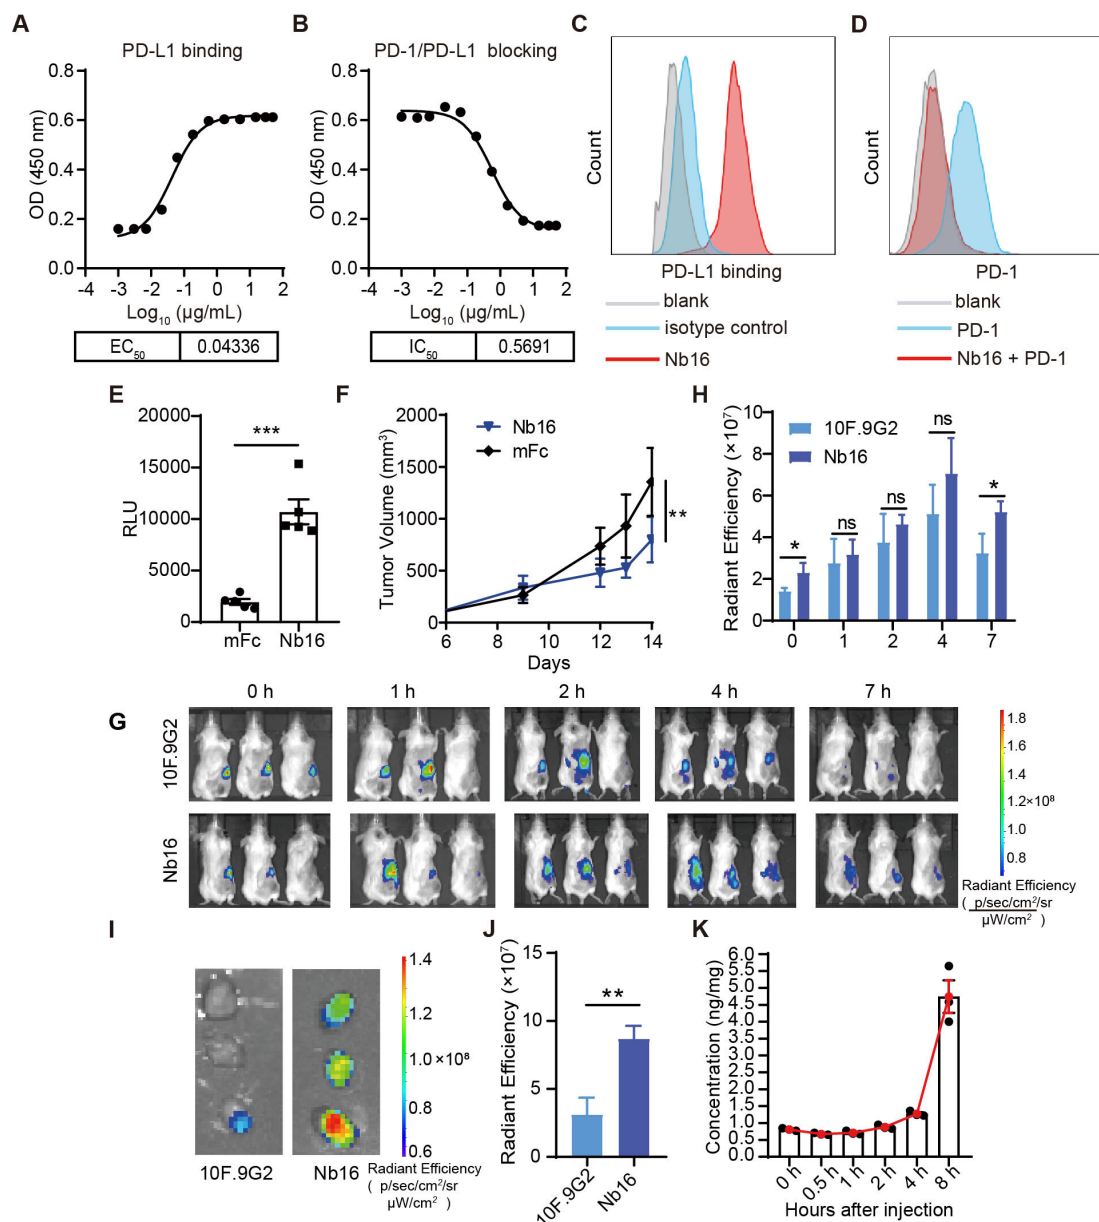 A
B
C
D
PD-L1 binding
PD-1/PD-L1 blocking
0.8
0.6
0.4
0.2
0.0
OD (450 nm)
-4 -3 -2 -1 0 1 2
Log10 (µg/mL)
EC50 0.04336
0.8
0.6
0.4
0.2
0.0
OD (450 nm)
-4 -3 -2 -1 0 1 2
Log10 (µg/mL)
IC50 0.5691
Count
PD-L1 binding
blank
isotype control
Nb16
Count
PD-1
blank
PD-1
Nb16 + PD-1
E
20000
15000
10000
5000
0
RLU
***
mFc Nb16
F
2000
1500
1000
500
0
Tumor Volume (mm³)
Nb16
mFc
**
6 8 10 12 14
Days
H
10
8
6
4
2
0
Radiant Efficiency (×10⁷)
10F.9G2
Nb16
* ns ns ns *
0 1 2 4 7
G
0 h 1 h 2 h 4 h 7 h
10F.9G2
Nb16
1.8
1.6
1.4
1.2×10⁸
1.0
0.8
Radiant Efficiency
( p/sec/cm²/sr
µW/cm² )
I
10F.9G2
Nb16
1.4
1.2
1.0 ×10⁸
0.8
0.6
Radiant Efficiency
( p/sec/cm²/sr
µW/cm² )
J
15
10
5
0
Radiant Efficiency (×10⁷)
**
10F.9G2
Nb16
K
6.0
5.5
5.0
4.5
4.0
3.5
3.0
2.5
2.0
1.5
1.0
0.5
0.0
Concentration (ng/mg)
0 h
0.5 h
1 h
2 h
4 h
8 h
Hours after injection